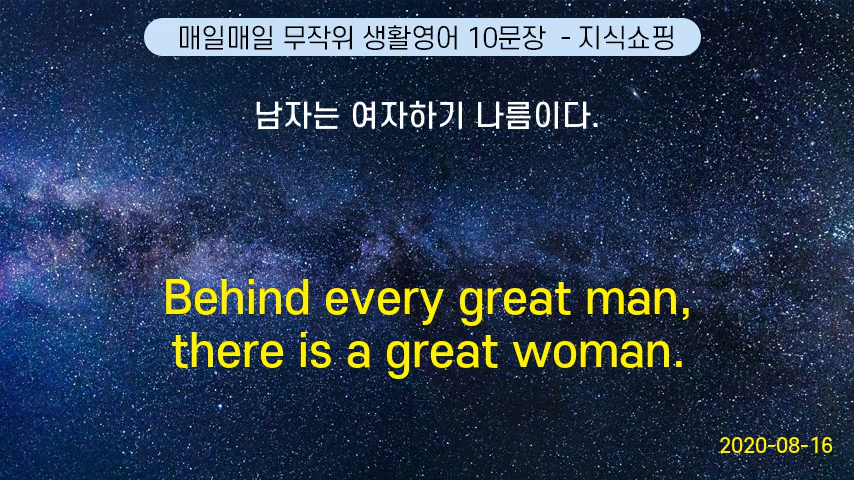 매일매일 무작위 생활영어 10문장 - 지식쇼핑
남자는 여자하기 나름이다.
Behind every great man,
there is a great woman.
2020-08-16